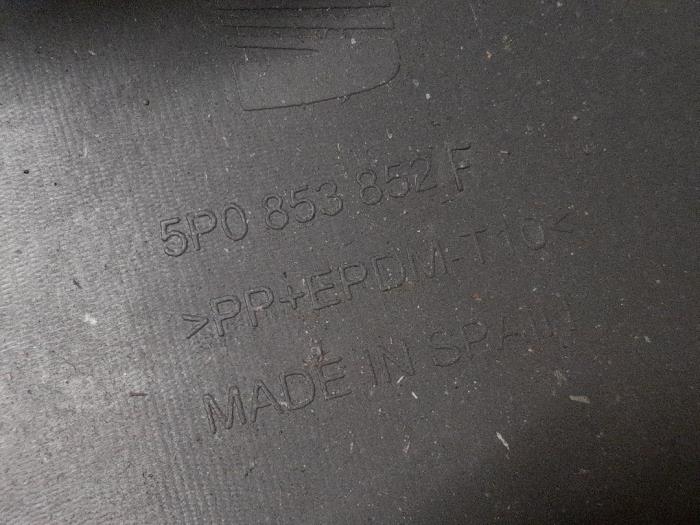 5P0 853 852 F
>PP+EPDM-T10<
MADE IN SPAIN